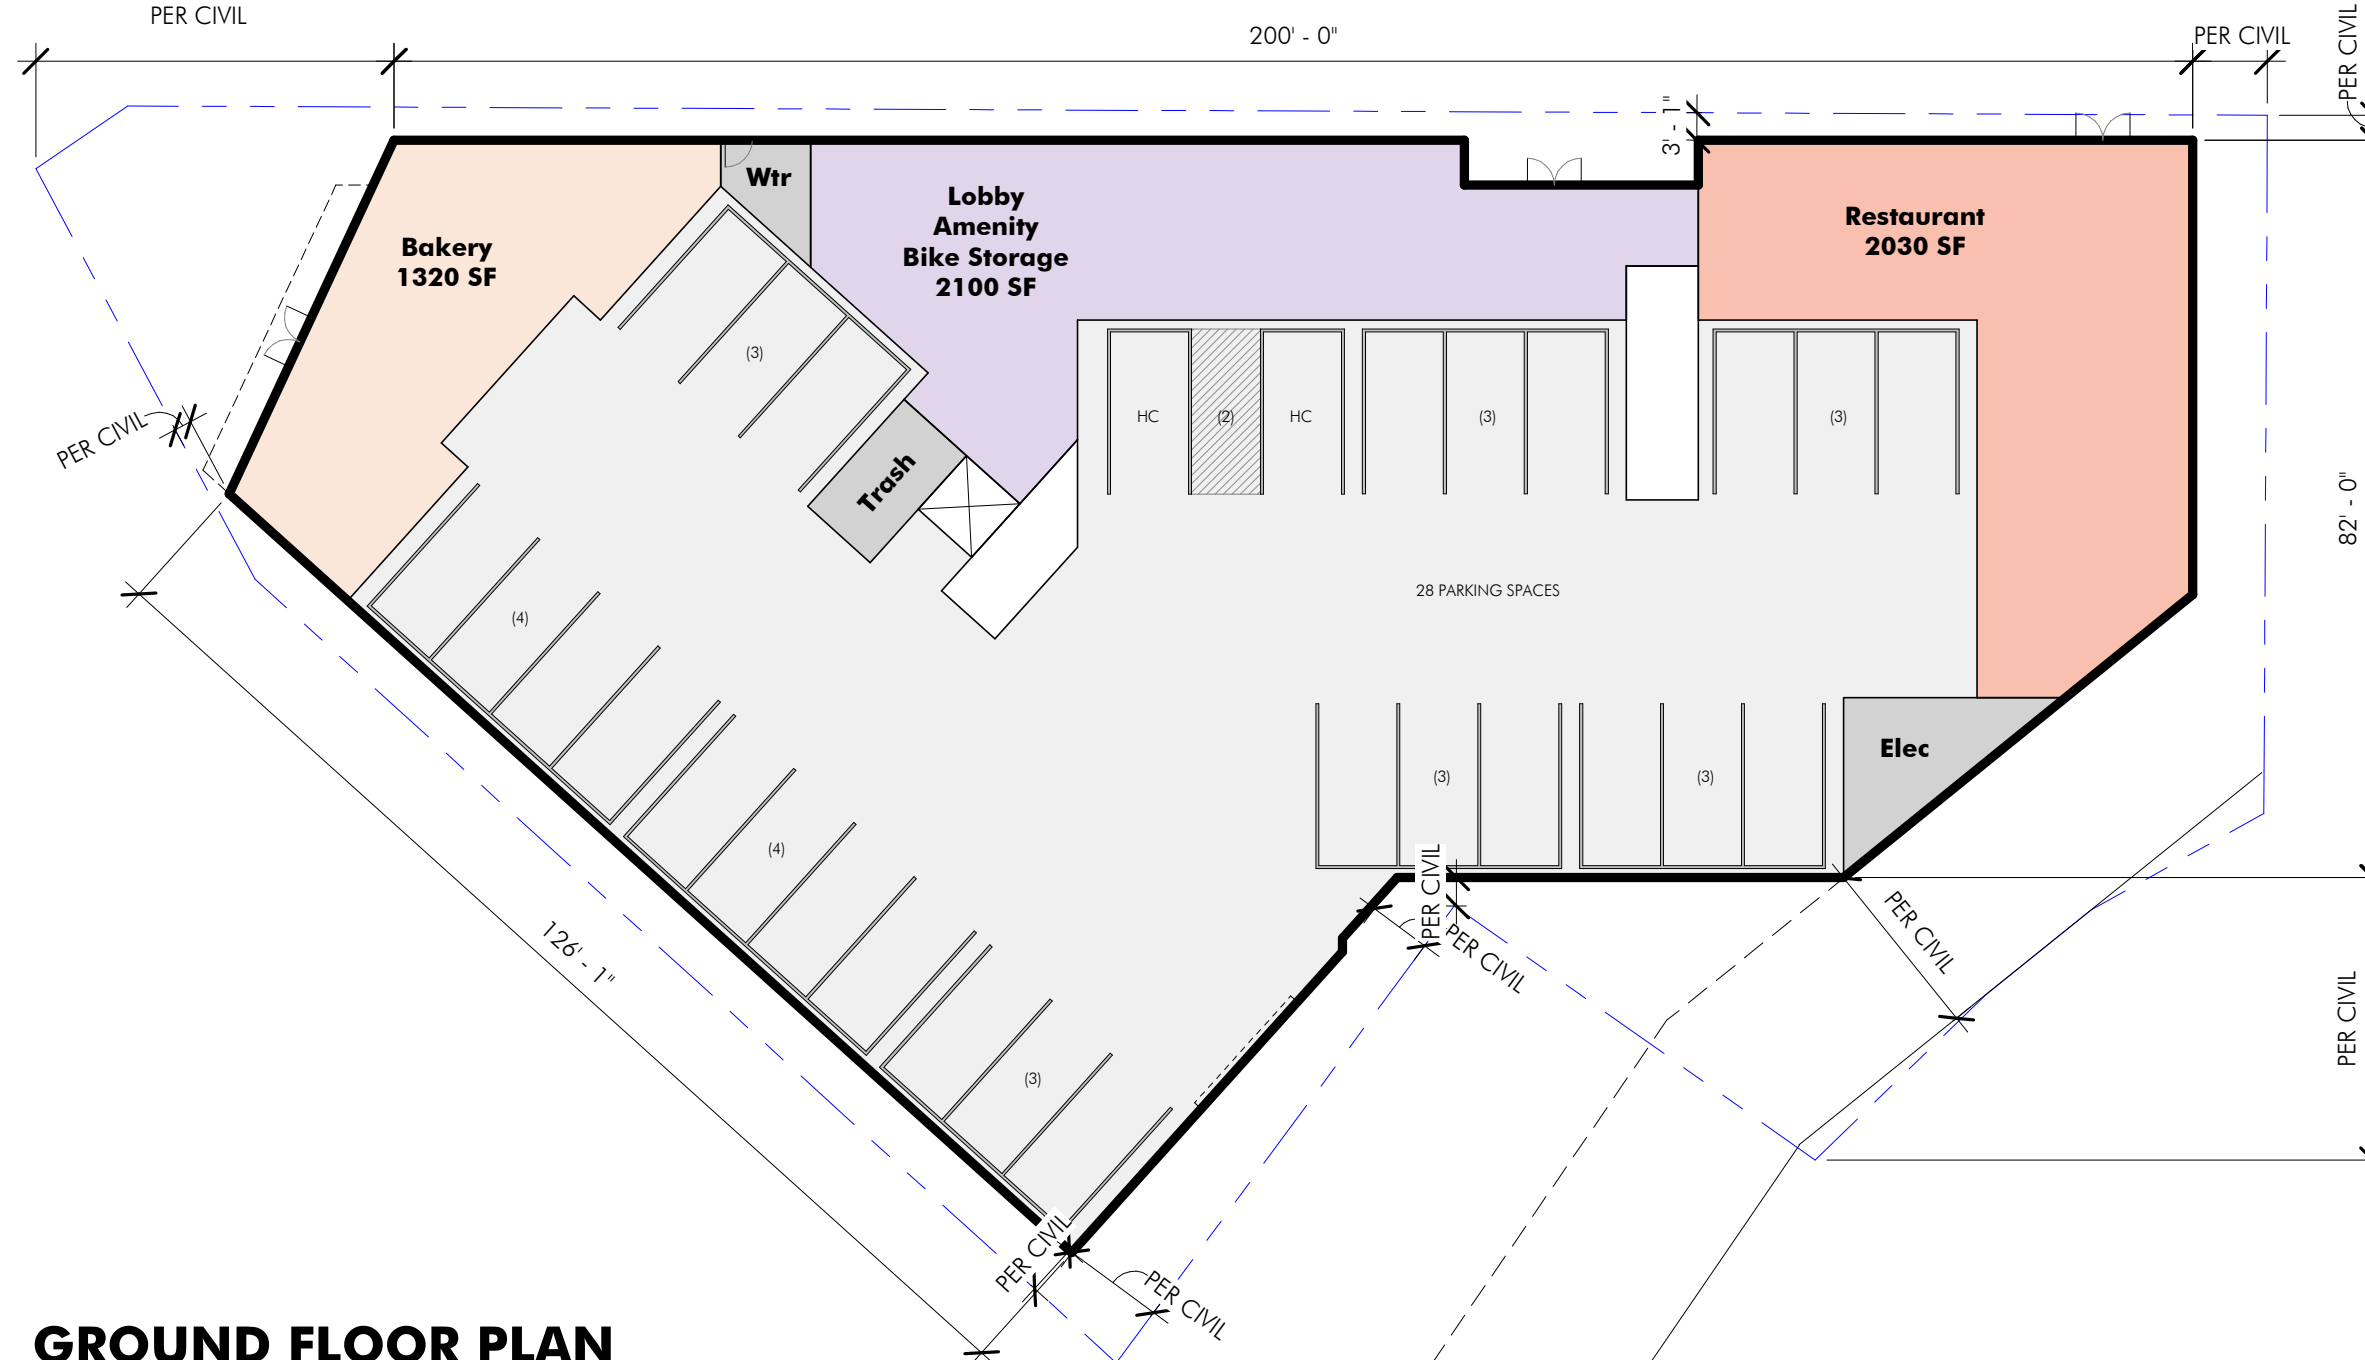 PER CIVIL
200' - 0"
PER CIVIL
PER CIVIL
3' - 1"
Wtr
Lobby
Amenity
Bike Storage
2100 SF
Restaurant
2030 SF
Bakery
1320 SF
(3)
HC
(2)
HC
(3)
(3)
PER CIVIL
Trash
82' - 0"
28 PARKING SPACES
(4)
Elec
(3)
(3)
(4)
PER CIVIL
PER CIVIL
PER CIVIL
126' - 1"
PER CIVIL
(3)
PER CIVIL
PER CIVIL
GROUND FLOOR PLAN